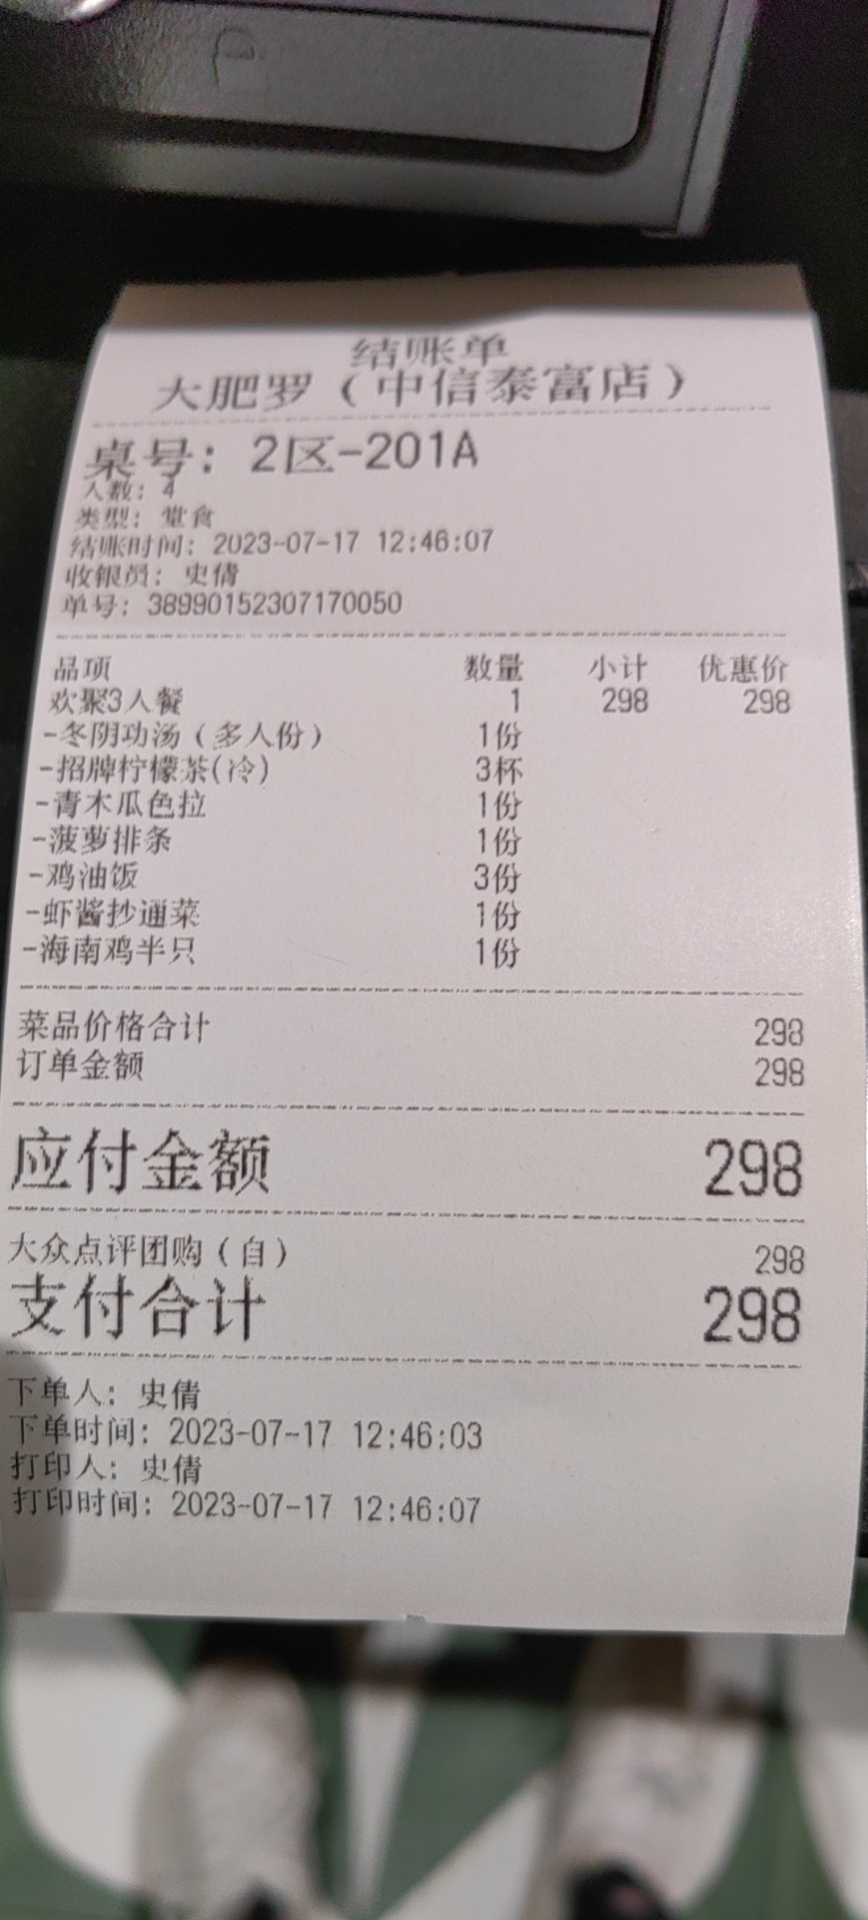 结账单
大肥罗（中信泰富店）
桌号：2区-201A
人数：4
类型：堂食
结账时间：2023-07-17 12:46:07
收银员：史倩
单号：38990152307170050
品项 数量 小计 优惠价
欢聚3人餐 1 298 298
-冬阴功汤（多人份） 1份
-招牌柠檬茶(冷) 3杯
-青木瓜色拉 1份
-菠萝排条 1份
-鸡油饭 3份
-虾酱抄通菜 1份
-海南鸡半只 1份
菜品价格合计 298
订单金额 298
应付金额 298
大众点评团购（自） 298
支付合计 298
下单人：史倩
下单时间：2023-07-17 12:46:03
打印人：史倩
打印时间：2023-07-17 12:46:07